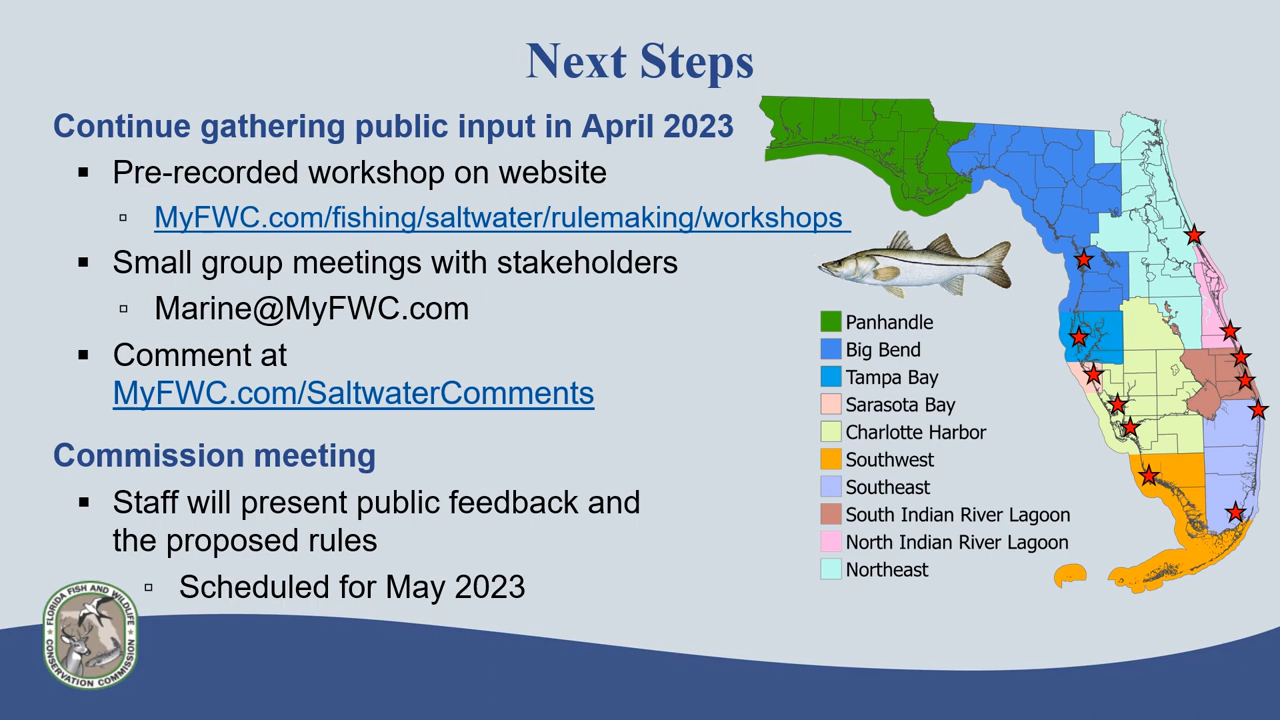 Next Steps
Continue gathering public input in April 2023
▪ Pre-recorded workshop on website
▫ MyFWC.com/fishing/saltwater/rulemaking/workshops
▪ Small group meetings with stakeholders
▫ Marine@MyFWC.com
▪ Comment at
MyFWC.com/SaltwaterComments
Commission meeting
▪ Staff will present public feedback and
the proposed rules
▫ Scheduled for May 2023
Panhandle
Big Bend
Tampa Bay
Sarasota Bay
Charlotte Harbor
Southwest
Southeast
South Indian River Lagoon
North Indian River Lagoon
Northeast
FLORIDA FISH AND WILDLIFE
CONSERVATION COMMISSION